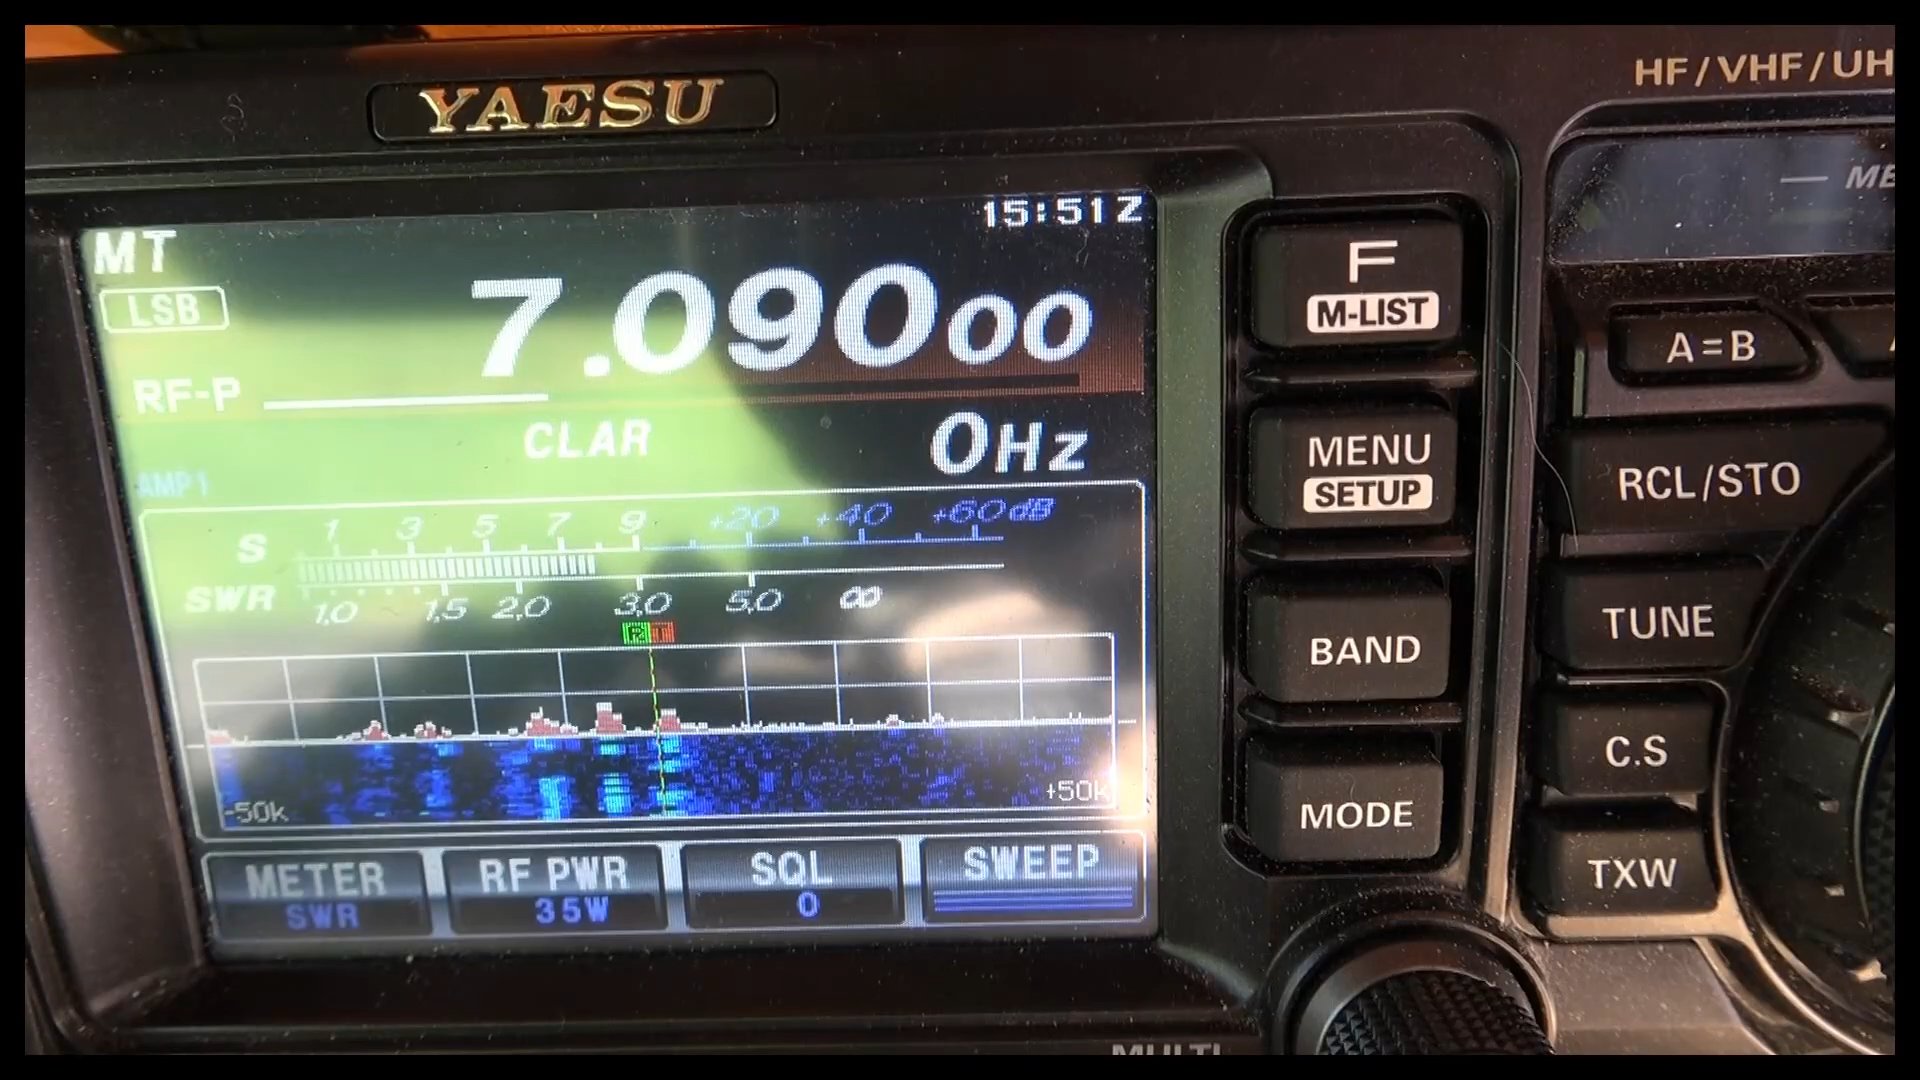 YAESU
HF/VHF/UH
15:51Z
MT
LSB
7.09000
RF-P
CLAR 0Hz
AMP1
S 1 3 5 7 9 +20 +40 +60dB
SWR 1,0 1,5 2,0 3,0 5,0 ∞
-50k
+50k
METER
SWR
RF PWR
35W
SQL
0
SWEEP
F
M-LIST
MENU
SETUP
BAND
MODE
A=B
RCL/STO
TUNE
C.S
TXW
MULTI